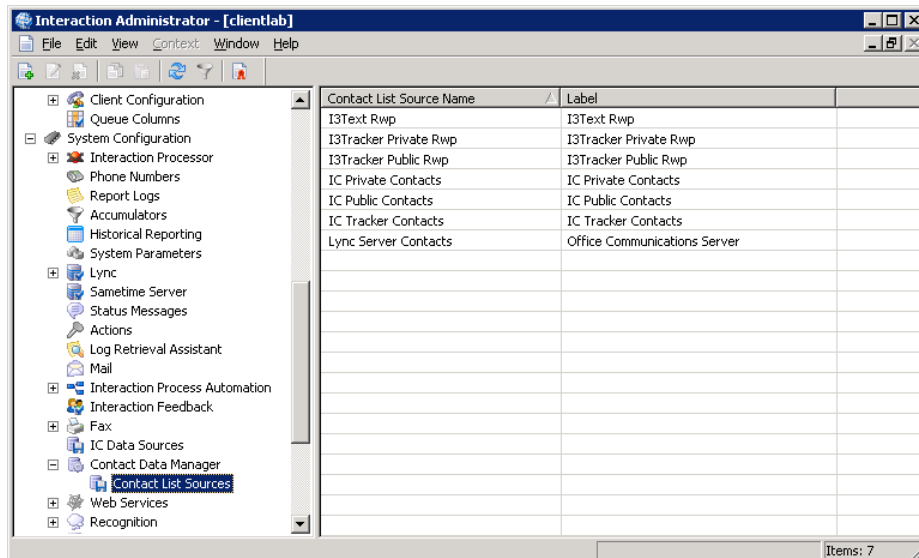 Interaction Administrator - [clientlab]
File Edit View Context Window Help
Client Configuration
Queue Columns
System Configuration
Interaction Processor
Phone Numbers
Report Logs
Accumulators
Historical Reporting
System Parameters
Lync
Sametime Server
Status Messages
Actions
Log Retrieval Assistant
Mail
Interaction Process Automation
Interaction Feedback
Fax
IC Data Sources
Contact Data Manager
Contact List Sources
Web Services
Recognition
Contact List Source Name Label
I3Text Rwp I3Text Rwp
I3Tracker Private Rwp I3Tracker Private Rwp
I3Tracker Public Rwp I3Tracker Public Rwp
IC Private Contacts IC Private Contacts
IC Public Contacts IC Public Contacts
IC Tracker Contacts IC Tracker Contacts
Lync Server Contacts Office Communications Server
Items: 7